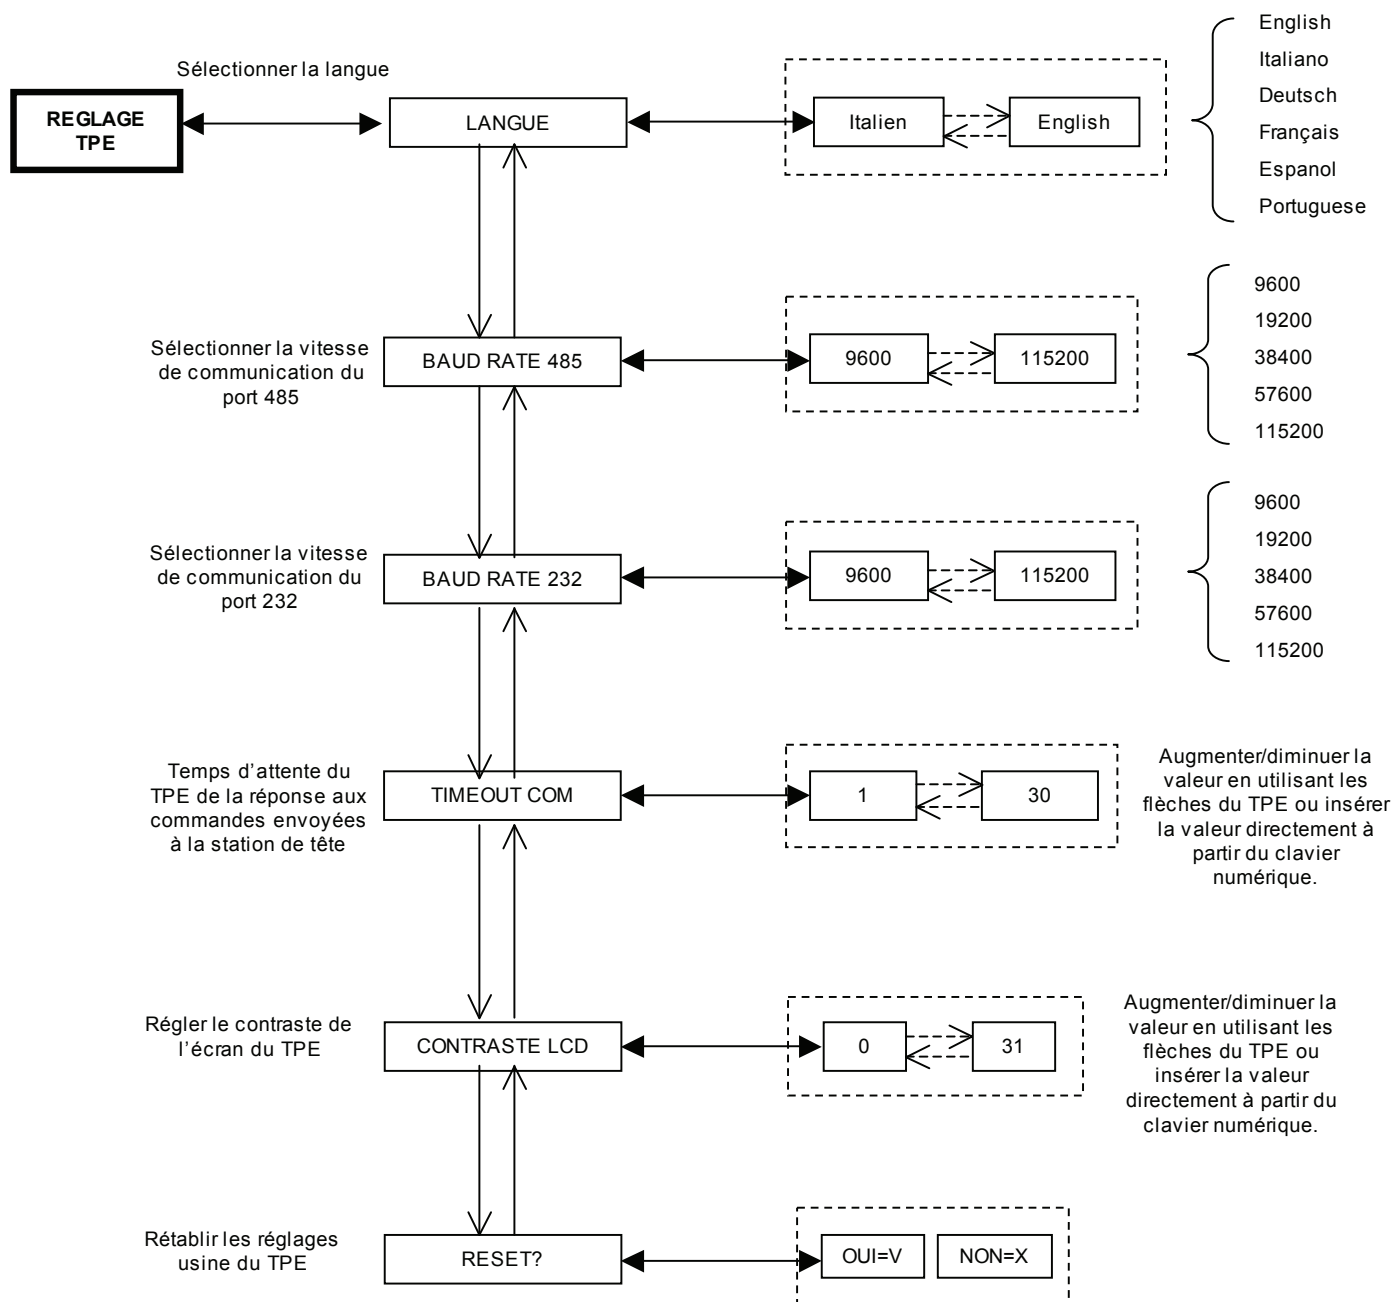 Sélectionner la langue
REGLAGE
TPE
LANGUE
Italien
English
English
Italiano
Deutsch
Français
Espanol
Portuguese
Sélectionner la vitesse
de communication du
port 485
BAUD RATE 485
9600
115200
9600
19200
38400
57600
115200
Sélectionner la vitesse
de communication du
port 232
BAUD RATE 232
9600
115200
9600
19200
38400
57600
115200
Temps d'attente du
TPE de la réponse aux
commandes envoyées
à la station de tête
TIMEOUT COM
1
30
Augmenter/diminuer la
valeur en utilisant les
flèches du TPE ou insérer
la valeur directement à
partir du clavier
numérique.
Régler le contraste de
l'écran du TPE
CONTRASTE LCD
0
31
Augmenter/diminuer la
valeur en utilisant les
flèches du TPE ou
insérer la valeur
directement à partir du
clavier numérique.
Rétablir les réglages
usine du TPE
RESET?
OUI=V
NON=X